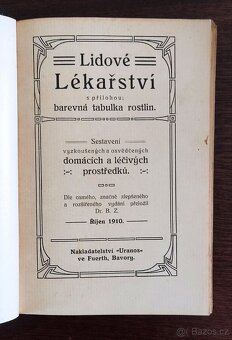 Lidové
Lékařství
s přílohou:
barevná tabulka rostlin.
Sestavení
vyzkoušených a osvědčených
domácích a léčivých
prostředků.
Dle osmého, značně zlepšeného
a rozšířeného vydání přeložil
Dr. B. Z.
Říjen 1910.
Nakladatelství «Uranos»
ve Fuerth, Bavory.
Bazos.cz